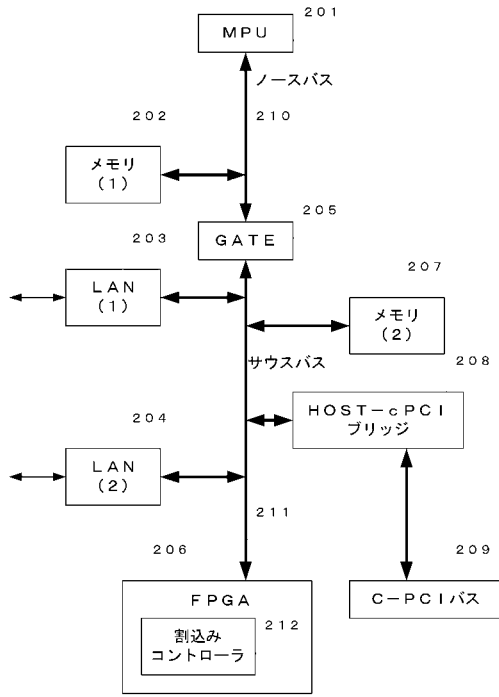 201
MPU
ノースバス
202
210
メモリ
(1)
205
203
GATE
207
LAN
(1)
メモリ
(2)
サウスバス
208
204
HOST-cPCI
ブリッジ
LAN
(2)
211
206
209
FPGA
C-PCIバス
212
割込み
コントローラ